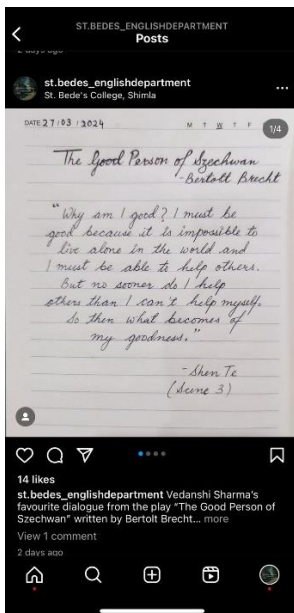 ST.BEDES_ENGLISHDEPARTMENT
Posts
2 days ago
st.bedes_englishdepartment
St. Bede's College, Shimla
1/4
DATE 27/03/2024 M T W T F
The Good Person of Szechwan
-Bertolt Brecht
"Why am I good? I must be
good because it is impossible to
live alone in the world and
I must be able to help others.
But no sooner do I help
others than I can't help myself.
So then what becomes of
my goodness."
-Shen Te
(Scene 3)
14 likes
st.bedes_englishdepartment Vedanshi Sharma's
favourite dialogue from the play "The Good Person of
Szechwan" written by Bertolt Brecht... more
View 1 comment
2 days ago